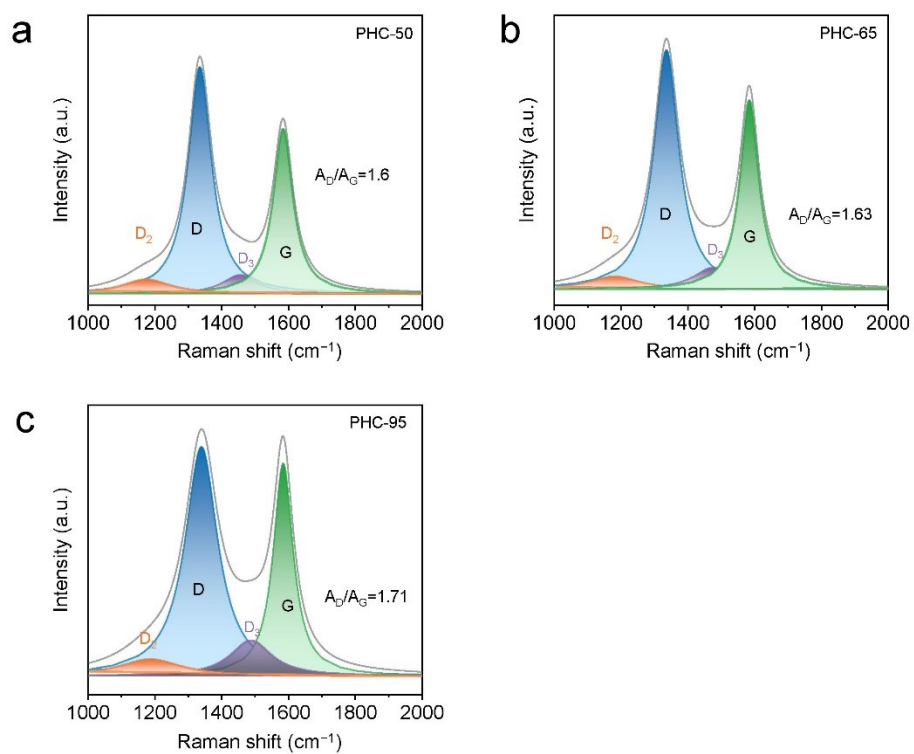 a
PHC-50
Intensity (a.u.)
A_D/A_G=1.6
D₂
D
D₃
G
1000 1200 1400 1600 1800 2000
Raman shift (cm⁻¹)
b
PHC-65
Intensity (a.u.)
A_D/A_G=1.63
D₂
D
D₃
G
1000 1200 1400 1600 1800 2000
Raman shift (cm⁻¹)
c
PHC-95
Intensity (a.u.)
A_D/A_G=1.71
D₂
D
D₃
G
1000 1200 1400 1600 1800 2000
Raman shift (cm⁻¹)